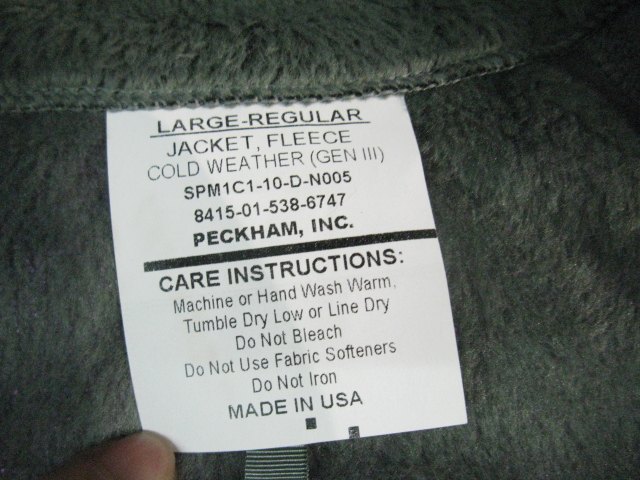 LARGE-REGULAR
JACKET, FLEECE
COLD WEATHER (GEN III)
SPM1C1-10-D-N005
8415-01-538-6747
PECKHAM, INC.
CARE INSTRUCTIONS:
Machine or Hand Wash Warm,
Tumble Dry Low or Line Dry
Do Not Bleach
Do Not Use Fabric Softeners
Do Not Iron
MADE IN USA